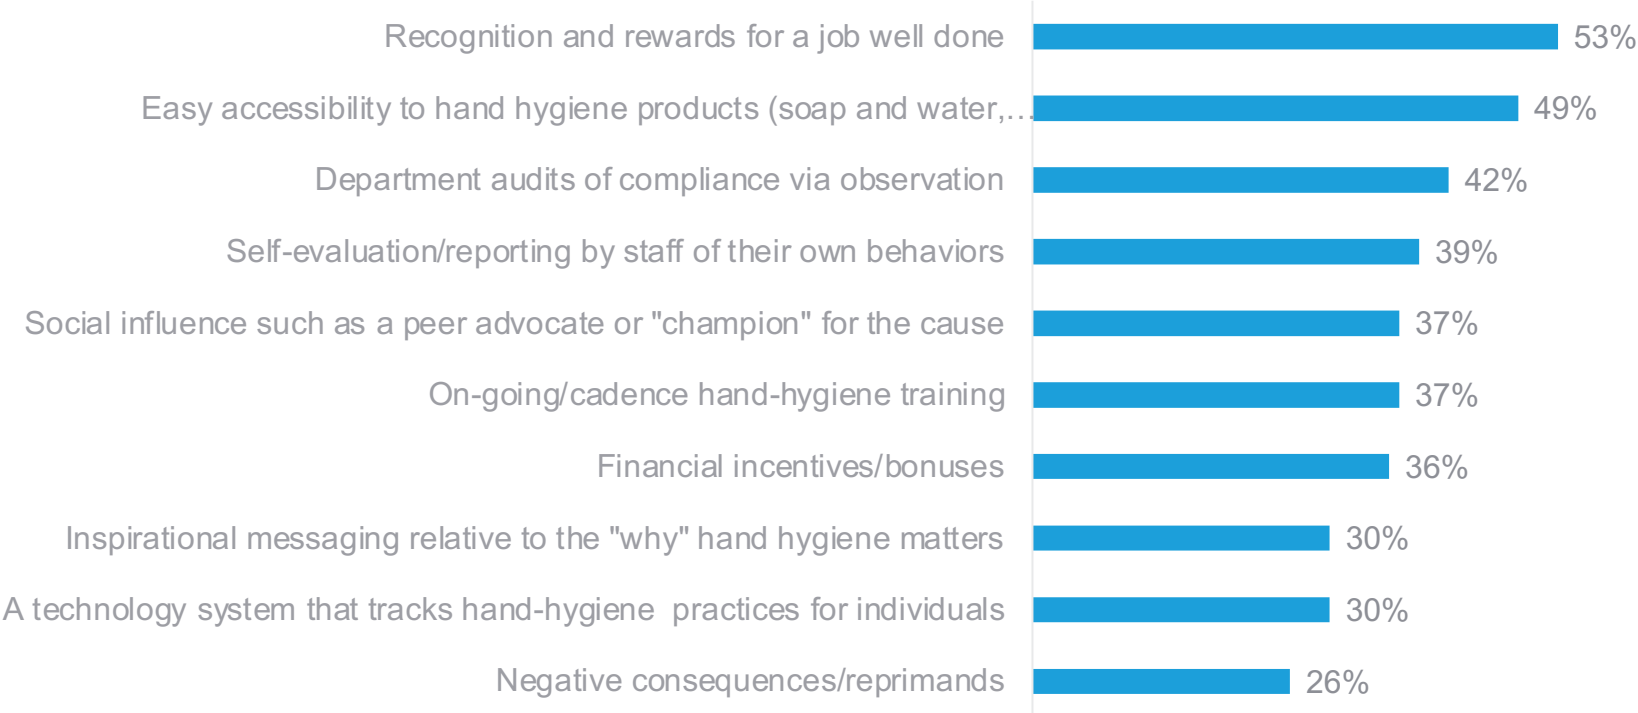 Recognition and rewards for a job well done 53%
Easy accessibility to hand hygiene products (soap and water,… 49%
Department audits of compliance via observation 42%
Self-evaluation/reporting by staff of their own behaviors 39%
Social influence such as a peer advocate or "champion" for the cause 37%
On-going/cadence hand-hygiene training 37%
Financial incentives/bonuses 36%
Inspirational messaging relative to the "why" hand hygiene matters 30%
A technology system that tracks hand-hygiene  practices for individuals 30%
Negative consequences/reprimands 26%